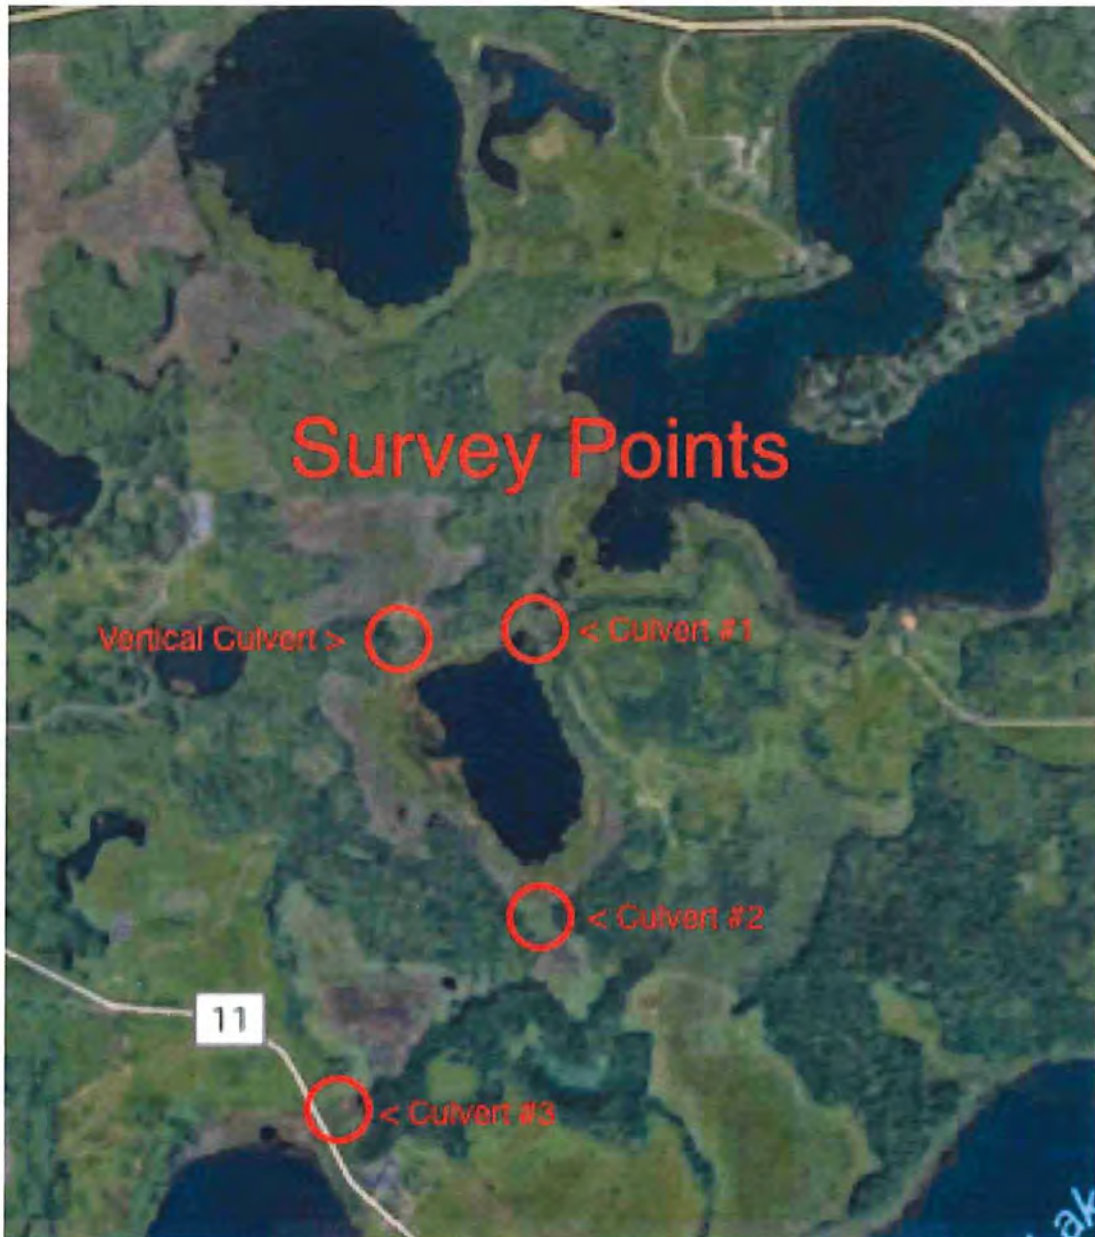 Survey Points
Vertical Culvert >
< Culvert #1
< Culvert #2
11
< Culvert #3